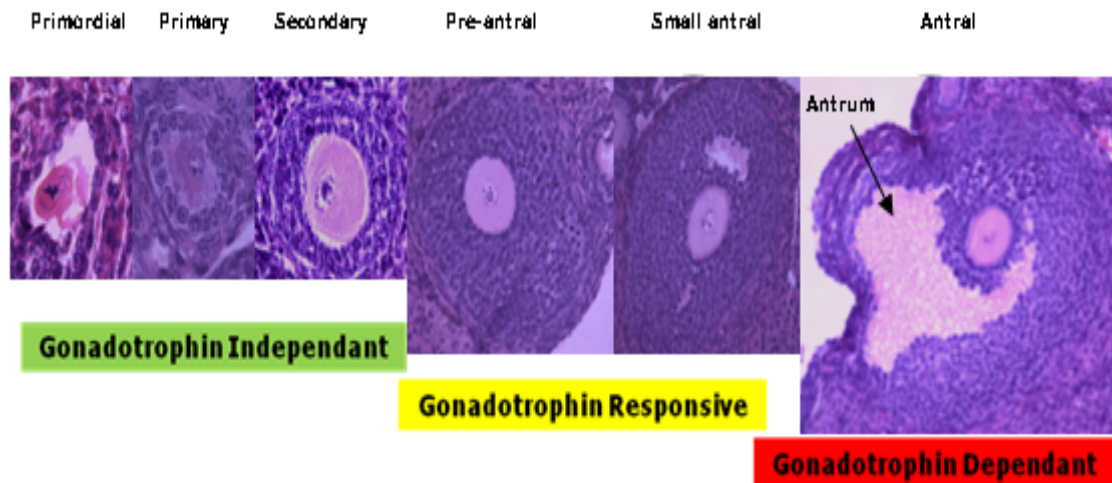 Primordial Primary Secondary Pre-antral Small antral Antral
Antrum
Gonadotrophin Independant
Gonadotrophin Responsive
Gonadotrophin Dependant